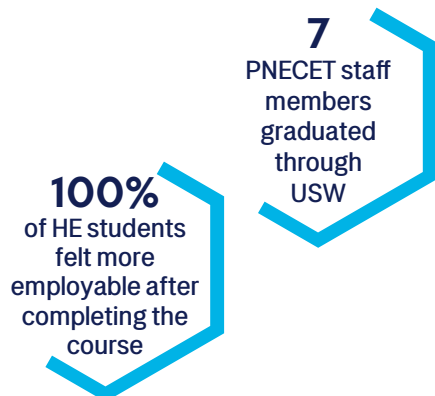 7
PNECET staff
members
graduated
through
USW
100%
of HE students
felt more
employable after
completing the
course